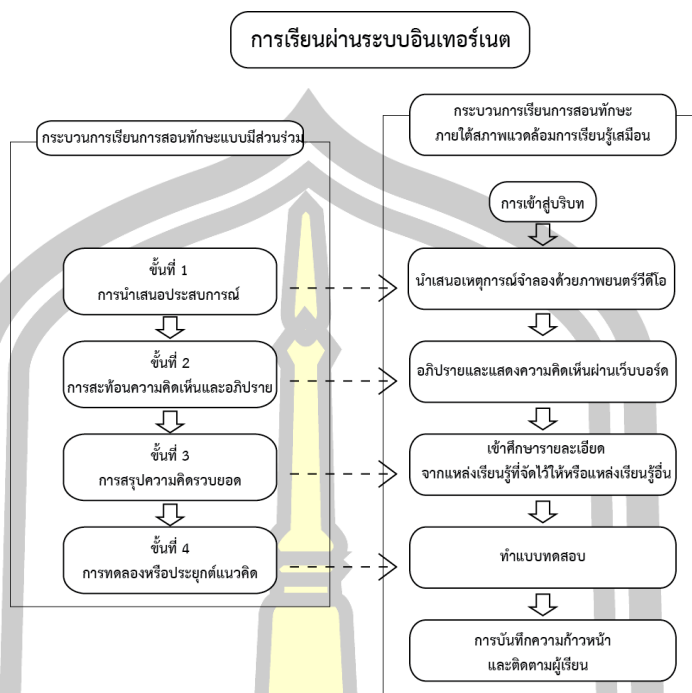 การเรียนผ่านระบบอินเทอร์เนต
กระบวนการเรียนการสอนทักษะแบบมีส่วนร่วม
ขั้นที่ 1
การนำเสนอประสบการณ์
ขั้นที่ 2
การสะท้อนความคิดเห็นและอภิปราย
ขั้นที่ 3
การสรุปความคิดรวบยอด
ขั้นที่ 4
การทดลองหรือประยุกต์แนวคิด
กระบวนการเรียนการสอนทักษะ
ภายใต้สภาพแวดล้อมการเรียนรู้เสมือน
การเข้าสู่บริบท
นำเสนอเหตุการณ์จำลองด้วยภาพยนตร์วีดีโอ
อภิปรายและแสดงความคิดเห็นผ่านเว็บบอร์ด
เข้าศึกษารายละเอียด
จากแหล่งเรียนรู้ที่จัดไว้ให้หรือแหล่งเรียนรู้อื่น
ทำแบบทดสอบ
การบันทึกความก้าวหน้า
และติดตามผู้เรียน